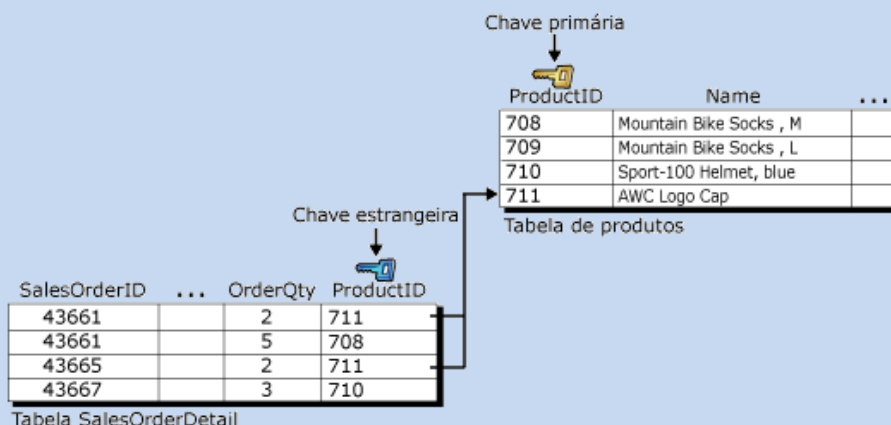 Chave primária
ProductID Name ...
708 Mountain Bike Socks , M
709 Mountain Bike Socks , L
710 Sport-100 Helmet, blue
711 AWC Logo Cap
Tabela de produtos
Chave estrangeira
SalesOrderID ... OrderQty ProductID
43661 2 711
43661 5 708
43665 2 711
43667 3 710
Tabela SalesOrderDetail